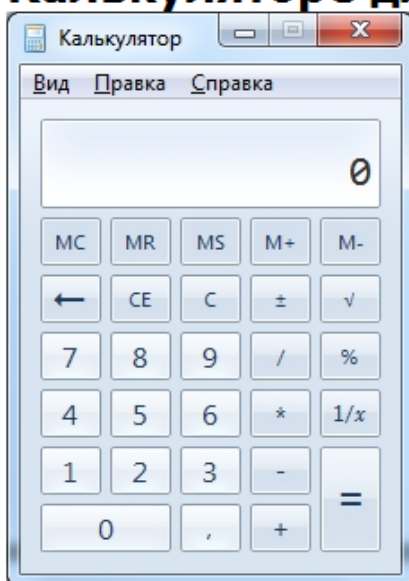 Калькулятор
Вид Правка Справка
0
MC MR MS M+ M-
← CE C ± √
7 8 9 / %
4 5 6 * 1/x
1 2 3 - =
0 , +